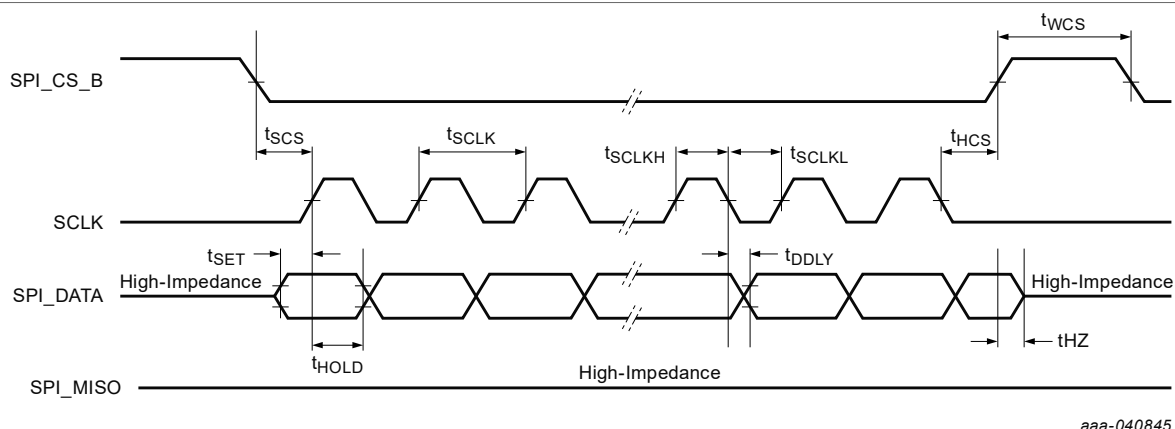 tWCS
SPI_CS_B
tSCS
tSCLK
tSCLKH
tSCLKL
tHCS
SCLK
tSET
tDDLY
High-Impedance
High-Impedance
SPI_DATA
tHOLD
tHZ
High-Impedance
SPI_MISO
aaa-040845